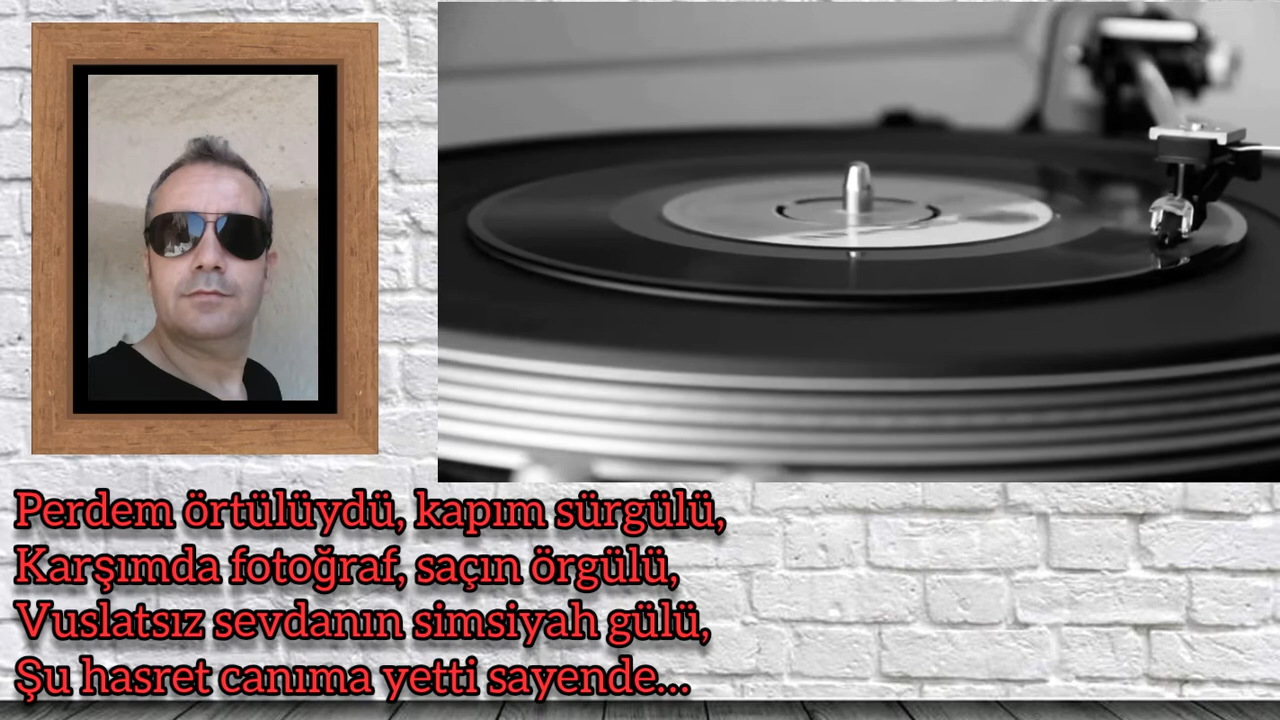 Perdem örtülüydü, kapım sürgülü,
Karşımda fotoğraf, saçın örgülü,
Vuslatsız sevdanın simsiyah gülü,
Şu hasret canıma yetti sayende...